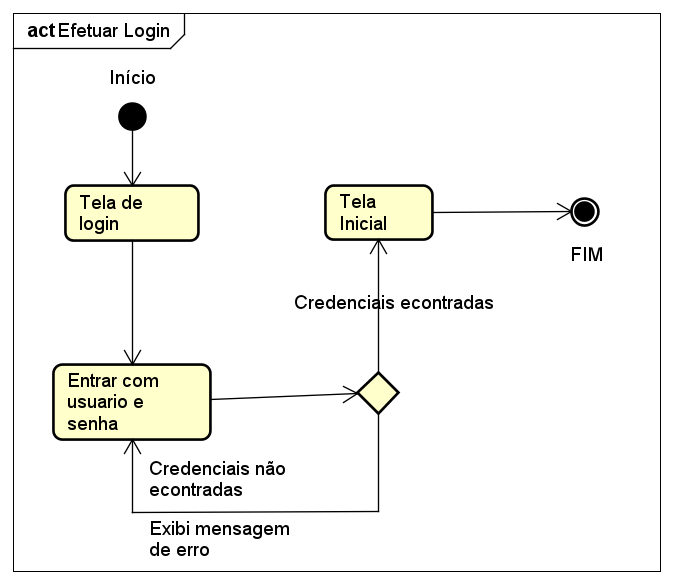 act Efetuar Login
Início
Tela de
login
Tela
Inicial
FIM
Credenciais econtradas
Entrar com
usuario e
senha
Credenciais não
econtradas
Exibi mensagem
de erro